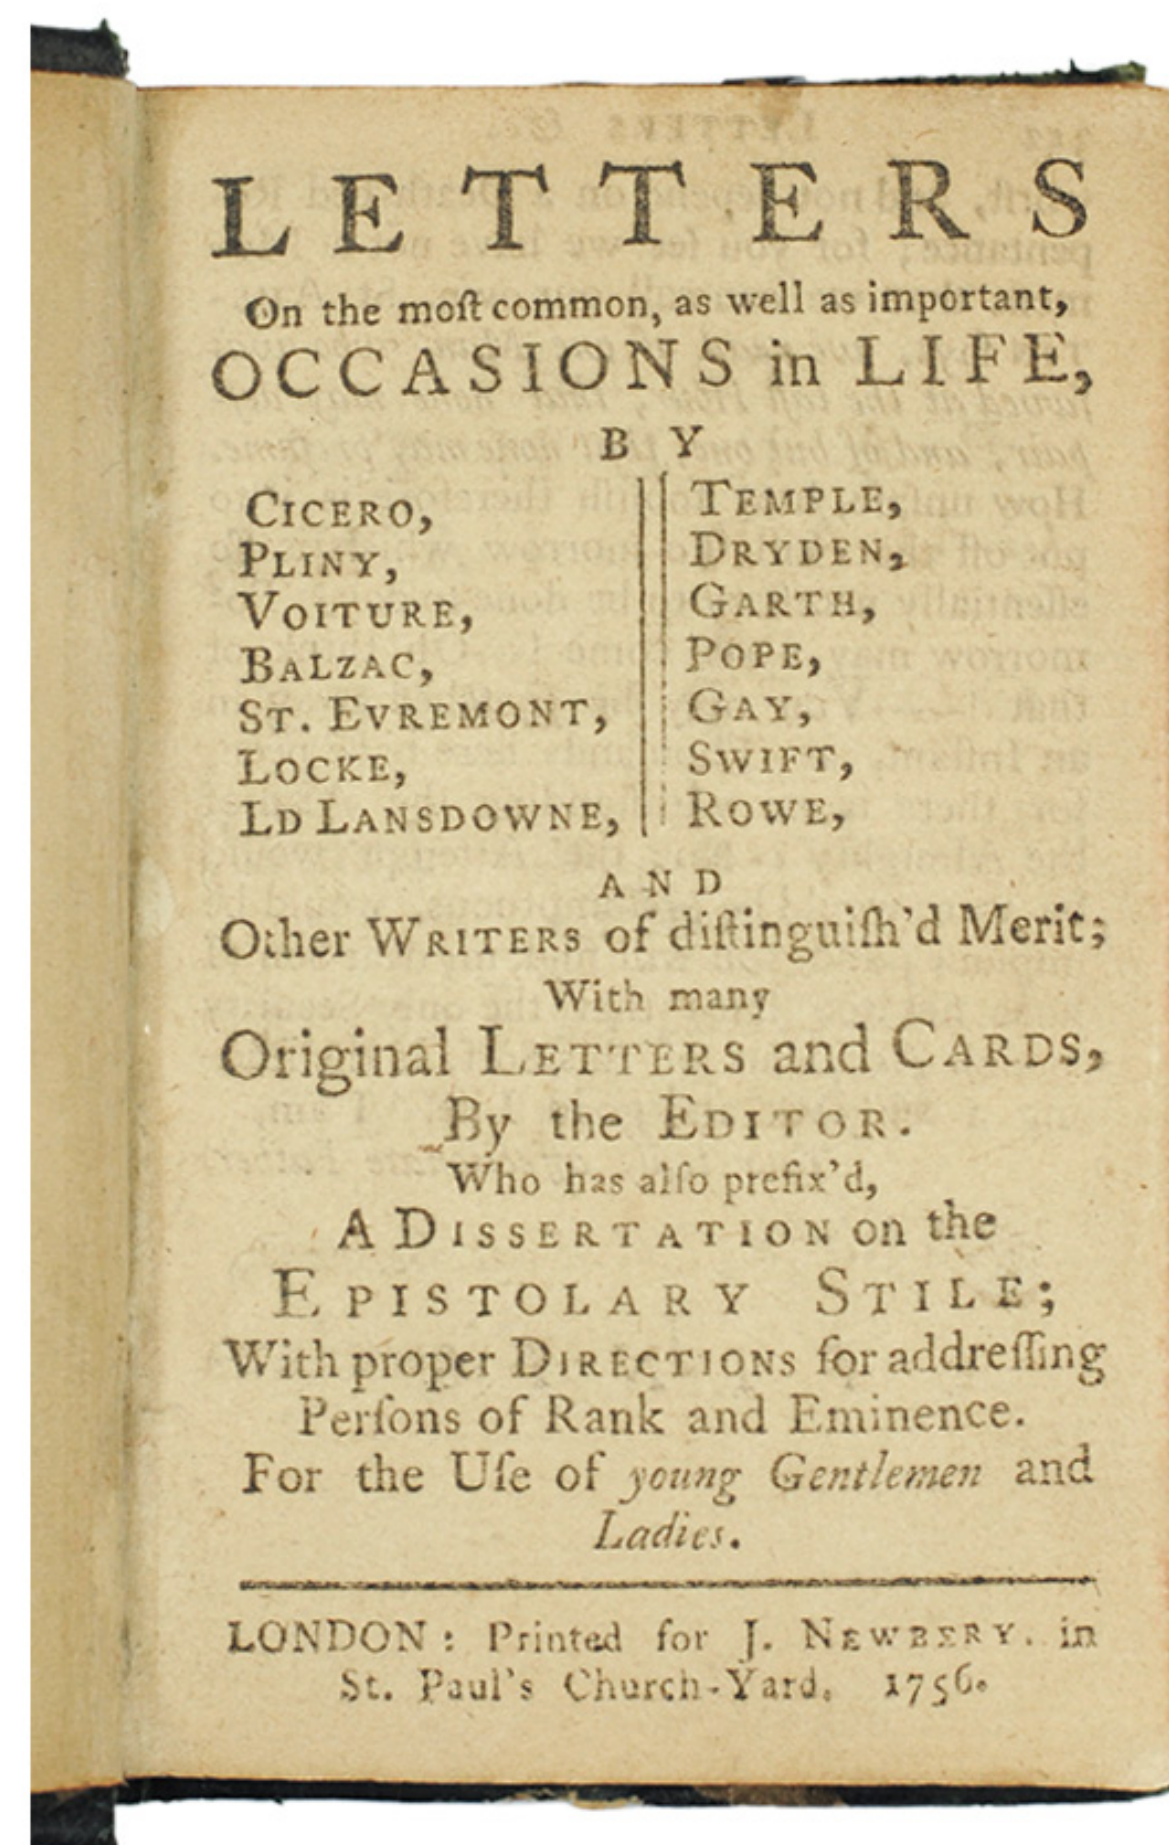 LETTERS
On the moſt common, as well as important,
OCCASIONS in LIFE,
BY
CICERO,
PLINY,
VOITURE,
BALZAC,
ST. EVREMONT,
LOCKE,
LD LANSDOWNE,
TEMPLE,
DRYDEN,
GARTH,
POPE,
GAY,
SWIFT,
ROWE,
AND
Other WRITERS of diſtinguiſh'd Merit;
With many
Original LETTERS and CARDS,
By the EDITOR.
Who has alſo prefix'd,
A DISSERTATION on the
EPISTOLARY STILE;
With proper DIRECTIONS for addreſſing
Perſons of Rank and Eminence.
For the Uſe of young Gentlemen and
Ladies.
LONDON: Printed for J. NEWBERY, in
St. Paul's Church-Yard. 1756.